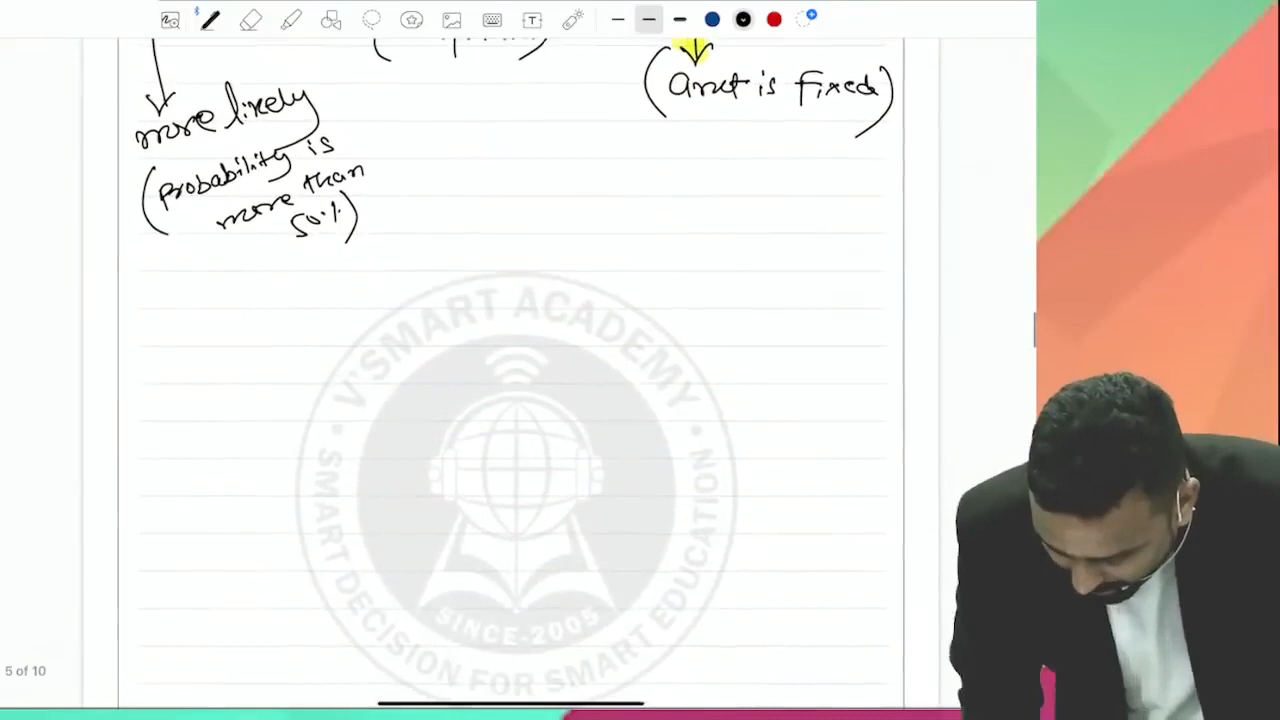 (Amt is fixed)
more likely
(probability is
more than
50%)
V'SMART ACADEMY
SMART DECISION FOR SMART EDUCATION
SINCE-2005
5 of 10